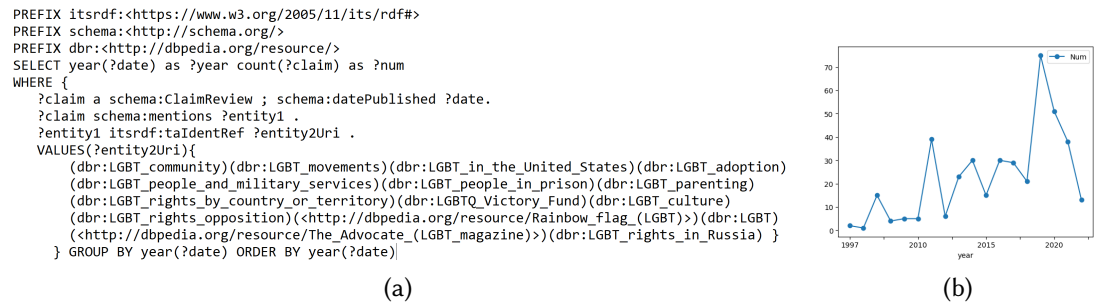 PREFIX itsrdf:<https://www.w3.org/2005/11/its/rdf#>
PREFIX schema:<http://schema.org/>
PREFIX dbr:<http://dbpedia.org/resource/>
SELECT year(?date) as ?year count(?claim) as ?num
WHERE {
?claim a schema:ClaimReview ; schema:datePublished ?date.
?claim schema:mentions ?entity1 .
?entity1 itsrdf:taIdentRef ?entity2Uri .
VALUES(?entity2Uri){
(dbr:LGBT_community)(dbr:LGBT_movements)(dbr:LGBT_in_the_United_States)(dbr:LGBT_adoption)
(dbr:LGBT_people_and_military_services)(dbr:LGBT_people_in_prison)(dbr:LGBT_parenting)
(dbr:LGBT_rights_by_country_or_territory)(dbr:LGBTQ_Victory_Fund)(dbr:LGBT_culture)
(dbr:LGBT_rights_opposition)(<http://dbpedia.org/resource/Rainbow_flag_(LGBT)>)(dbr:LGBT)
(<http://dbpedia.org/resource/The_Advocate_(LGBT_magazine)>)(dbr:LGBT_rights_in_Russia) }
} GROUP BY year(?date) ORDER BY year(?date)
(a)
Num
70
60
50
40
30
20
10
0
1997 2010 2015 2020
year
(b)